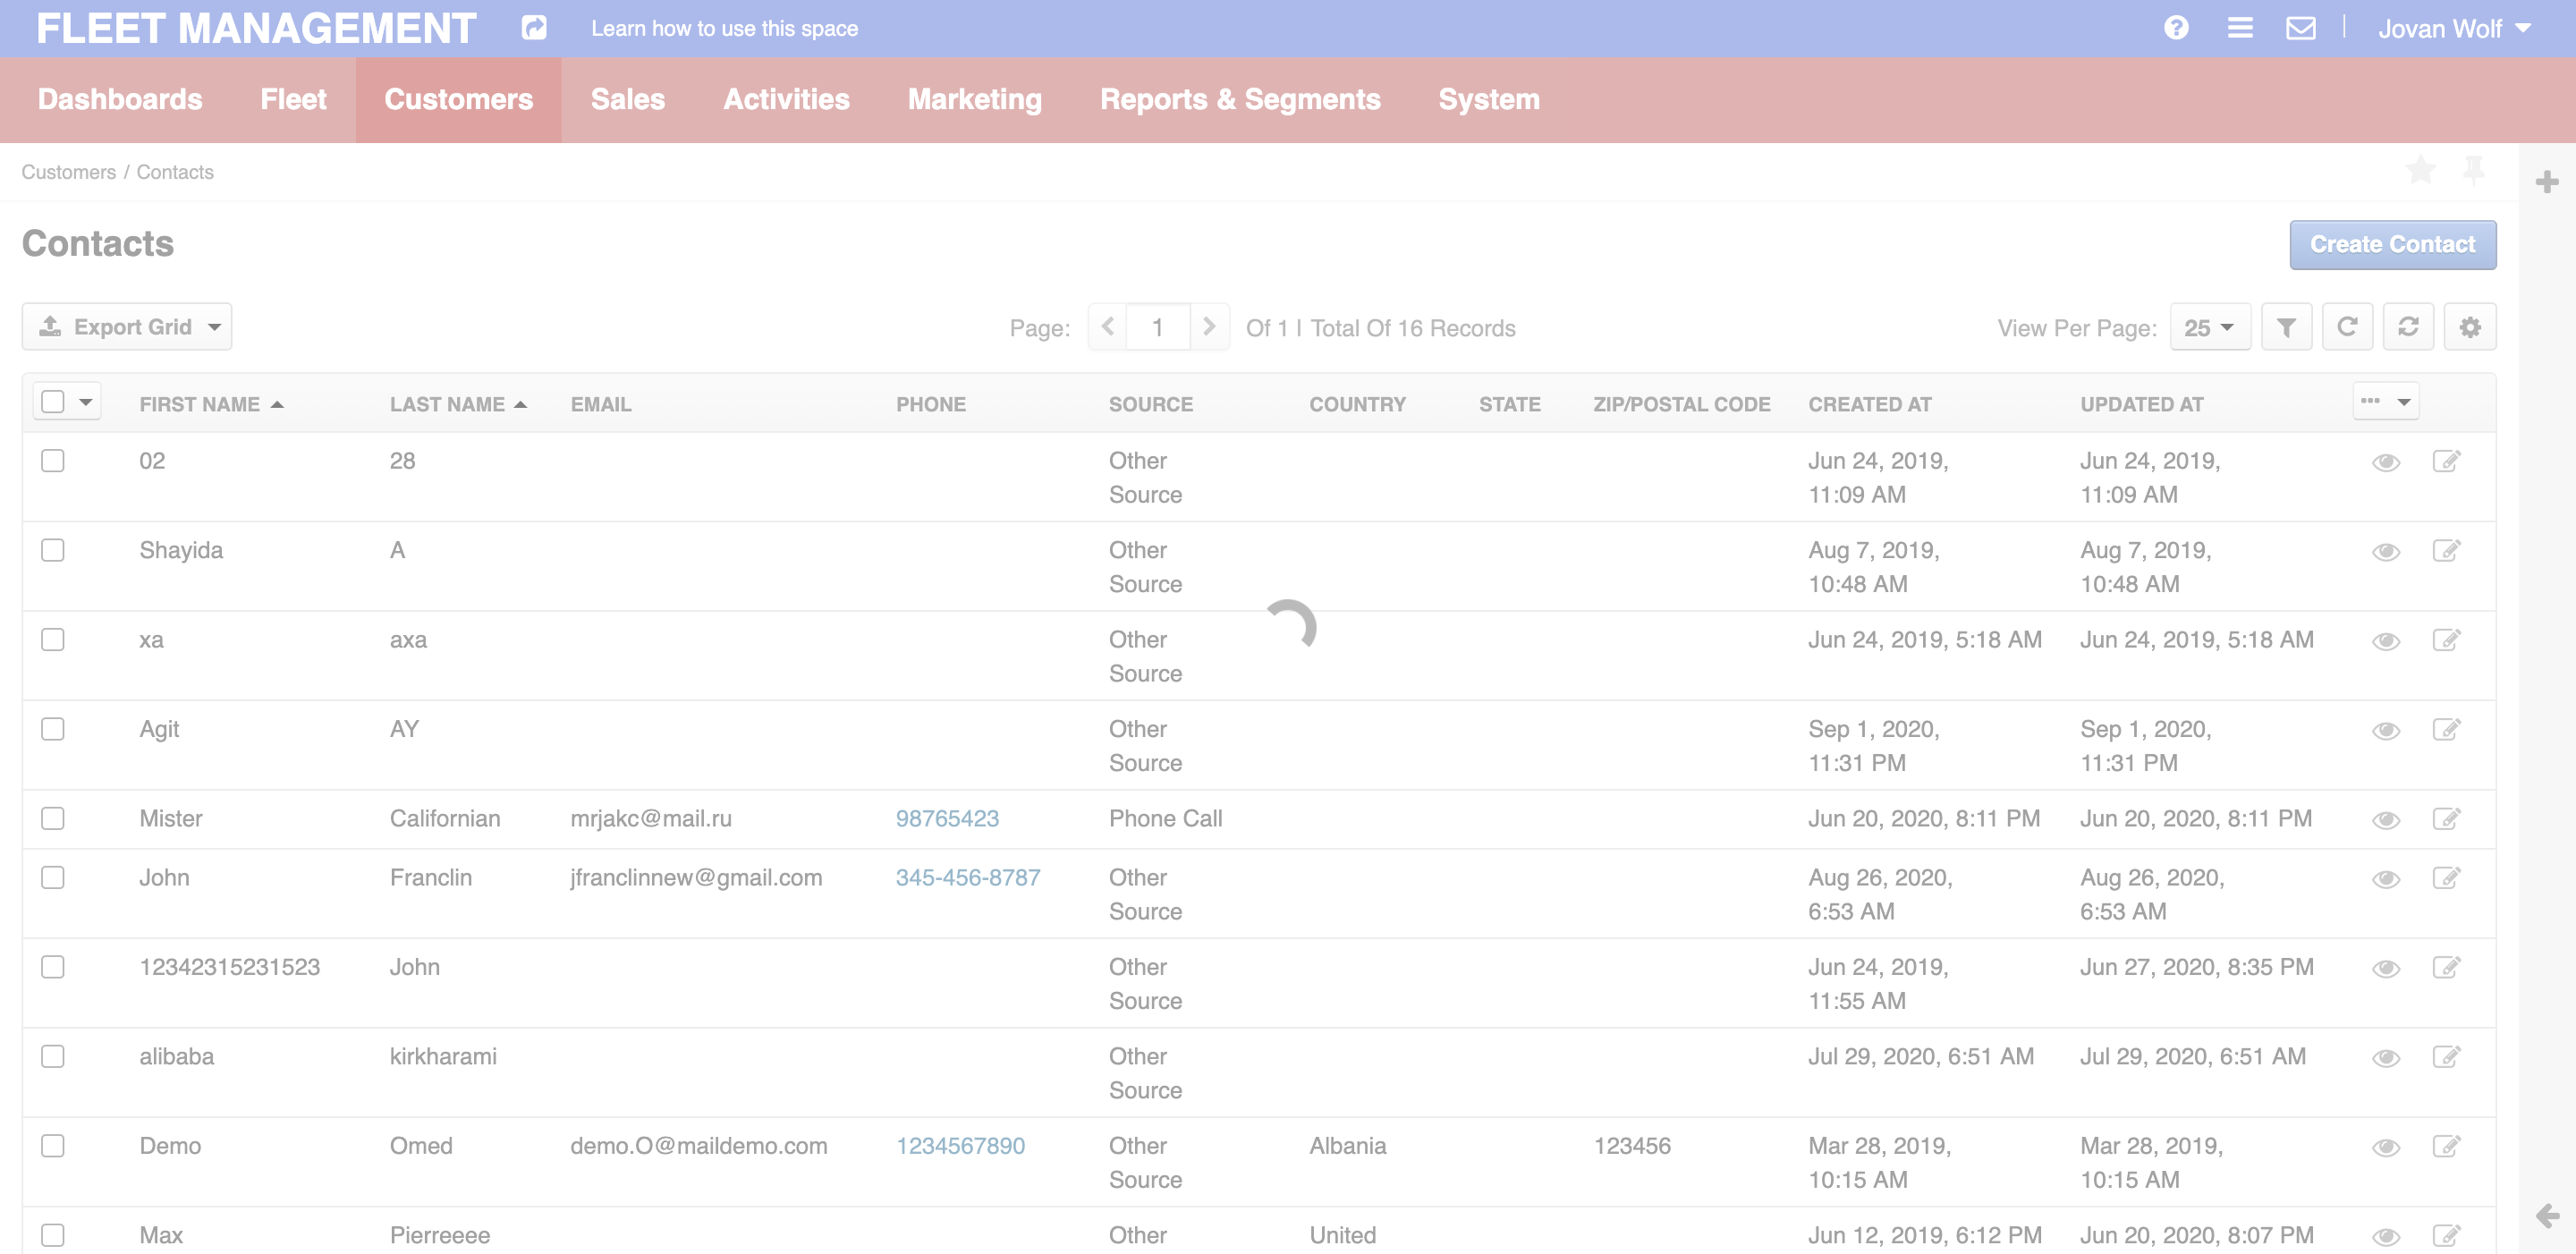 FLEET MANAGEMENT Learn how to use this space Jovan Wolf
Dashboards Fleet Customers Sales Activities Marketing Reports & Segments System
Customers / Contacts
Contacts Create Contact
Export Grid Page: 1 Of 1 | Total Of 16 Records View Per Page: 25
FIRST NAME LAST NAME EMAIL PHONE SOURCE COUNTRY STATE ZIP/POSTAL CODE CREATED AT UPDATED AT
02 28 Other Jun 24, 2019, Jun 24, 2019,
Source 11:09 AM 11:09 AM
Shayida A Other Aug 7, 2019, Aug 7, 2019,
Source 10:48 AM 10:48 AM
xa axa Other Jun 24, 2019, 5:18 AM Jun 24, 2019, 5:18 AM
Source
Agit AY Other Sep 1, 2020, Sep 1, 2020,
Source 11:31 PM 11:31 PM
Mister Californian mrjakc@mail.ru 98765423 Phone Call Jun 20, 2020, 8:11 PM Jun 20, 2020, 8:11 PM
John Franclin jfranclinnew@gmail.com 345-456-8787 Other Aug 26, 2020, Aug 26, 2020,
Source 6:53 AM 6:53 AM
12342315231523 John Other Jun 24, 2019, Jun 27, 2020, 8:35 PM
Source 11:55 AM
alibaba kirkharami Other Jul 29, 2020, 6:51 AM Jul 29, 2020, 6:51 AM
Source
Demo Omed demo.O@maildemo.com 1234567890 Other Albania 123456 Mar 28, 2019, Mar 28, 2019,
Source 10:15 AM 10:15 AM
Max Pierreeee Other United Jun 12, 2019, 6:12 PM Jun 20, 2020, 8:07 PM